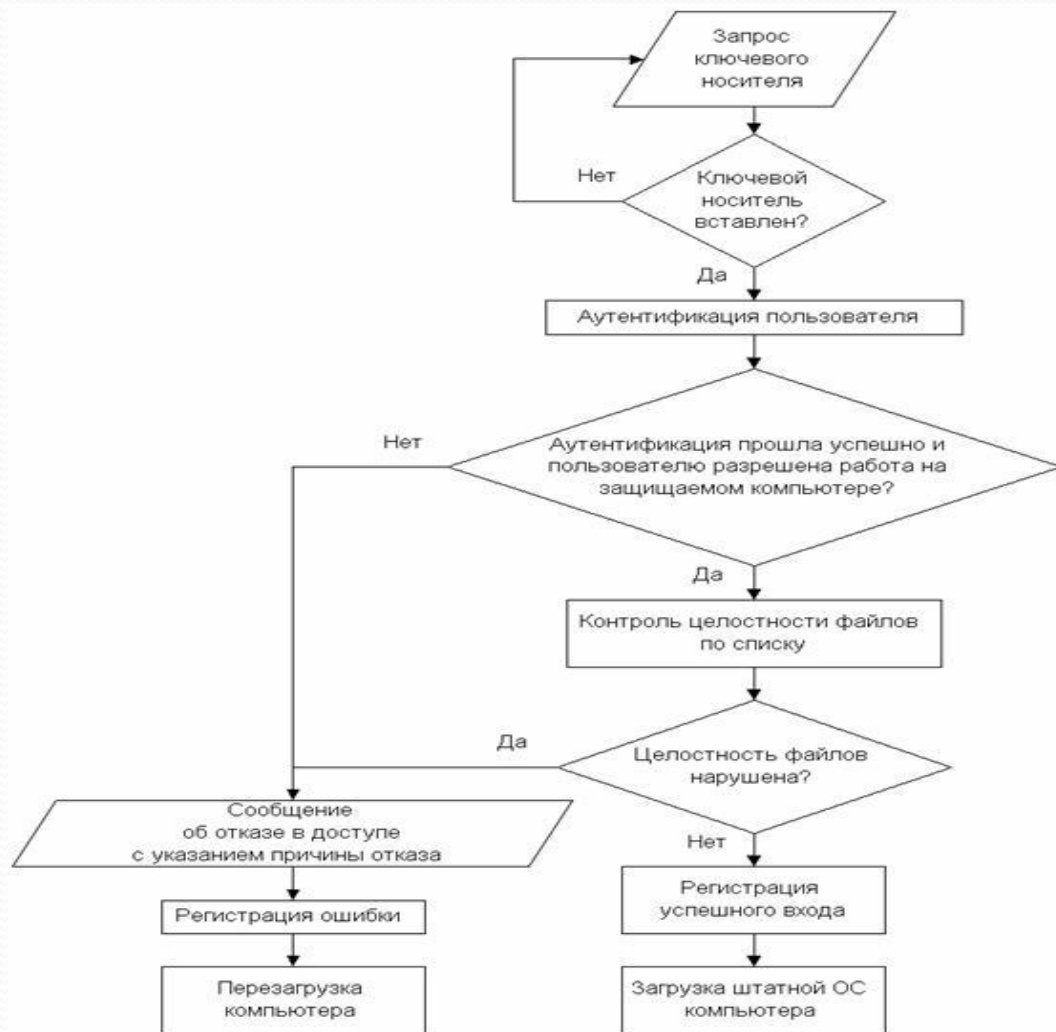 Запрос
ключевого
носителя
Нет
Ключевой
носитель
вставлен?
Да
Аутентификация пользователя
Нет
Аутентификация прошла успешно и
пользователю разрешена работа на
защищаемом компьютере?
Да
Контроль целостности файлов
по списку
Да
Целостность файлов
нарушена?
Сообщение
об отказе в доступе
с указанием причины отказа
Нет
Регистрация ошибки
Регистрация
успешного входа
Перезагрузка
компьютера
Загрузка штатной ОС
компьютера